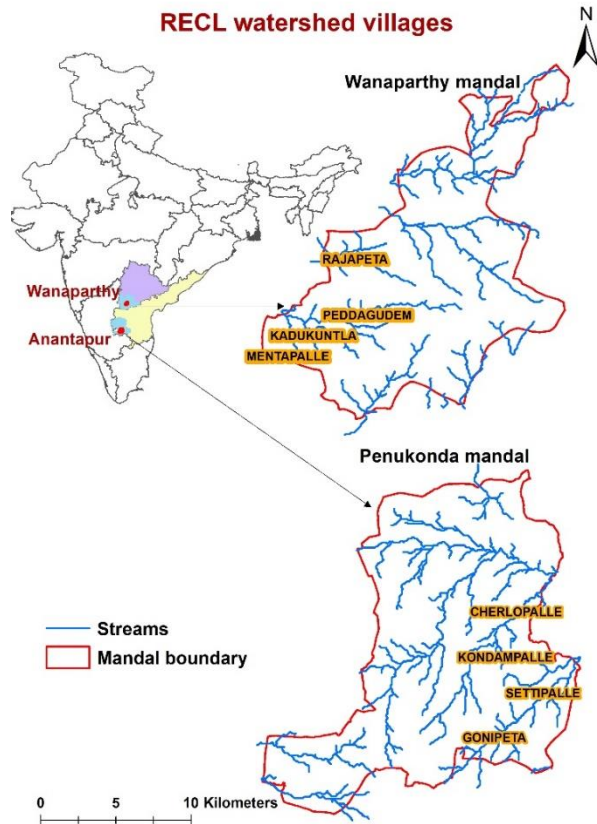 RECL watershed villages
N
Wanaparthy mandal
RAJAPETA
Wanaparthy
PEDDAGUDEM
Anantapur
KADUKUNTLA
MENTAPALLE
Penukonda mandal
CHERLOPALLE
Streams
KONDAMPALLE
Mandal boundary
SETTIPALLE
GONIPETA
0 5 10 Kilometers